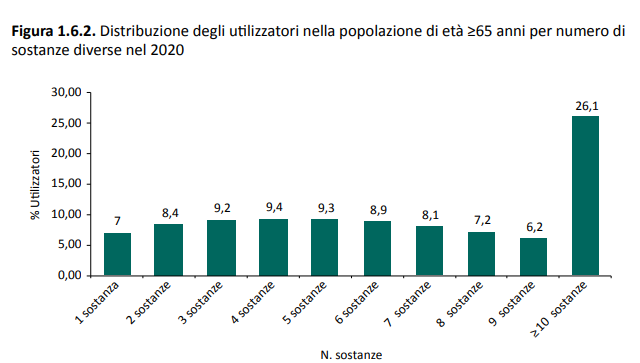 Figura 1.6.2. Distribuzione degli utilizzatori nella popolazione di età ≥65 anni per numero di
sostanze diverse nel 2020
30,00
25,00
20,00
15,00
10,00
5,00
0,00
% Utilizzatori
7
8,4
9,2
9,4
9,3
8,9
8,1
7,2
6,2
26,1
1 sostanza
2 sostanze
3 sostanze
4 sostanze
5 sostanze
6 sostanze
7 sostanze
8 sostanze
9 sostanze
≥10 sostanze
N. sostanze